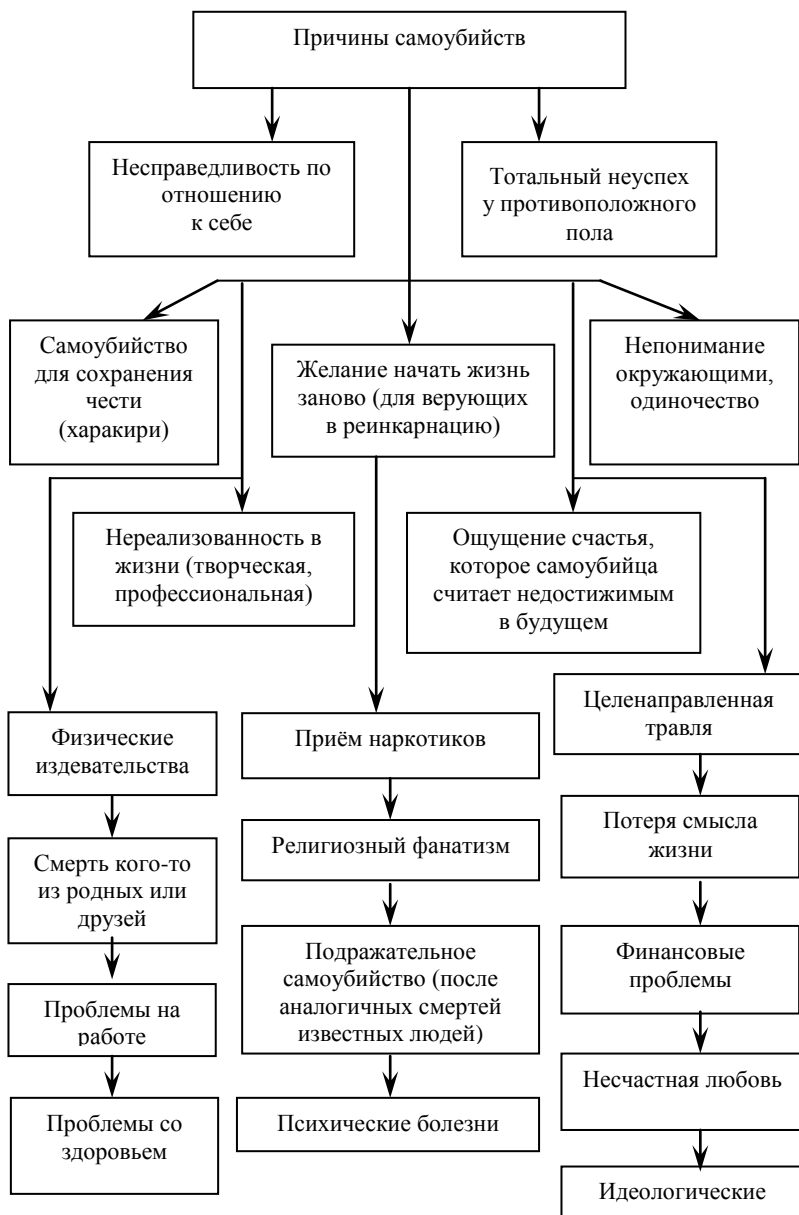 Причины самоубийств
Несправедливость по
отношению
к себе
Тотальный неуспех
у противоположного
пола
Самоубийство
для сохранения
чести
(харакири)
Желание начать жизнь
заново (для верующих
в реинкарнацию)
Непонимание
окружающими,
одиночество
Нереализованность в
жизни (творческая,
профессиональная)
Ощущение счастья,
которое самоубийца
считает недостижимым
в будущем
Физические
издевательства
Приём наркотиков
Целенаправленная
травля
Смерть кого-то
из родных или
друзей
Религиозный фанатизм
Потеря смысла
жизни
Проблемы на
работе
Подражательное
самоубийство (после
аналогичных смертей
известных людей)
Финансовые
проблемы
Проблемы со
здоровьем
Психические болезни
Несчастная любовь
Идеологические